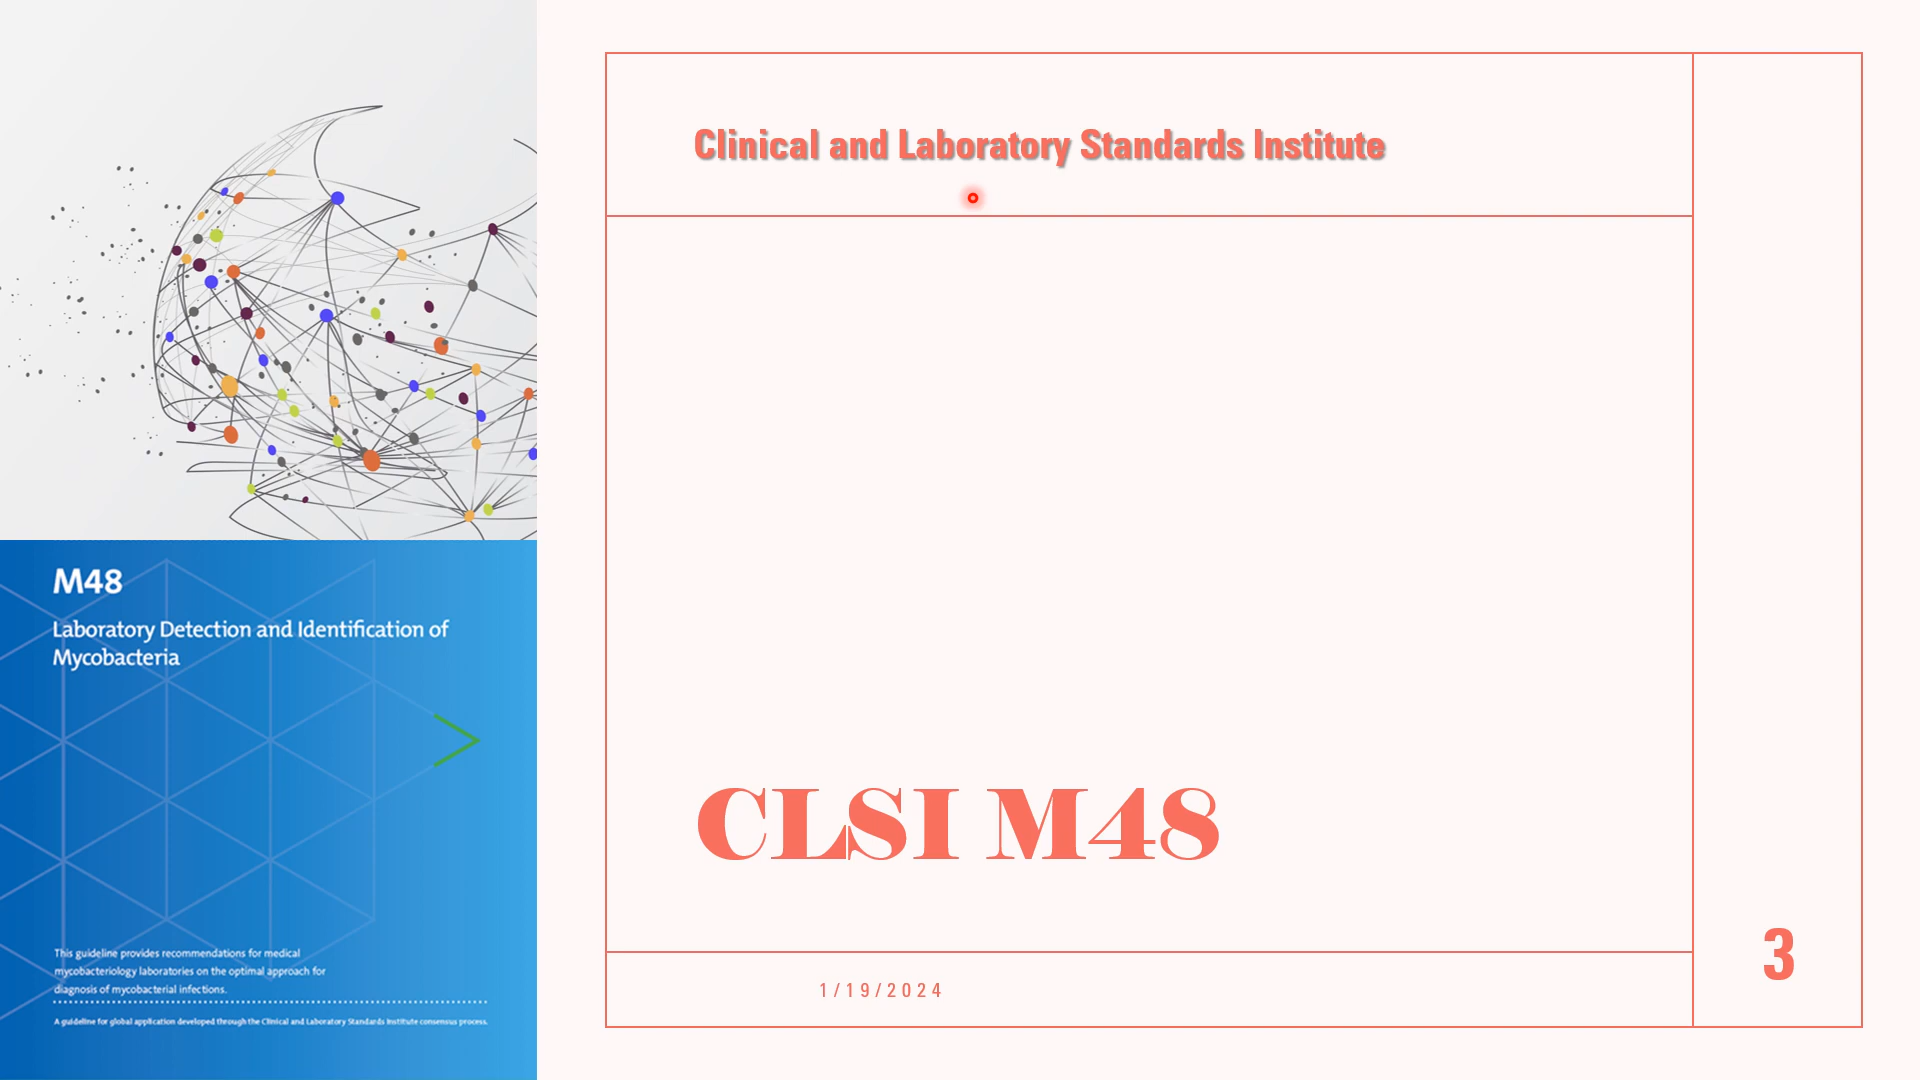 M48
Laboratory Detection and Identification of
Mycobacteria
This guideline provides recommendations for medical
mycobacteriology laboratories on the optimal approach for
diagnosis of mycobacterial infections.
A guideline for global application developed through the Clinical and Laboratory Standards Institute consensus process.
Clinical and Laboratory Standards Institute
CLSI M48
1/19/2024
3